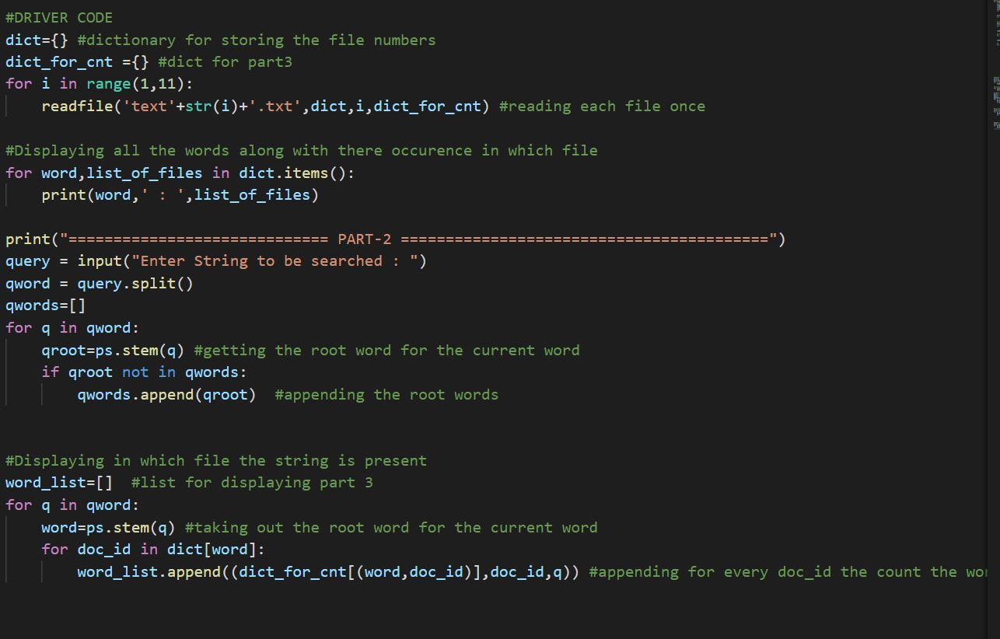 #DRIVER CODE
dict={} #dictionary for storing the file numbers
dict_for_cnt ={} #dict for part3
for i in range(1,11):
    readfile('text'+str(i)+'.txt',dict,i,dict_for_cnt) #reading each file once
#Displaying all the words along with there occurence in which file
for word,list_of_files in dict.items():
    print(word,' : ',list_of_files)
print("============================= PART-2 =========================================")
query = input("Enter String to be searched : ")
qword = query.split()
qwords=[]
for q in qword:
    qroot=ps.stem(q) #getting the root word for the current word
    if qroot not in qwords:
        qwords.append(qroot)  #appending the root words
#Displaying in which file the string is present
word_list=[]  #list for displaying part 3
for q in qword:
    word=ps.stem(q) #taking out the root word for the current word
    for doc_id in dict[word]:
        word_list.append((dict_for_cnt[(word,doc_id)],doc_id,q)) #appending for every doc_id the count the